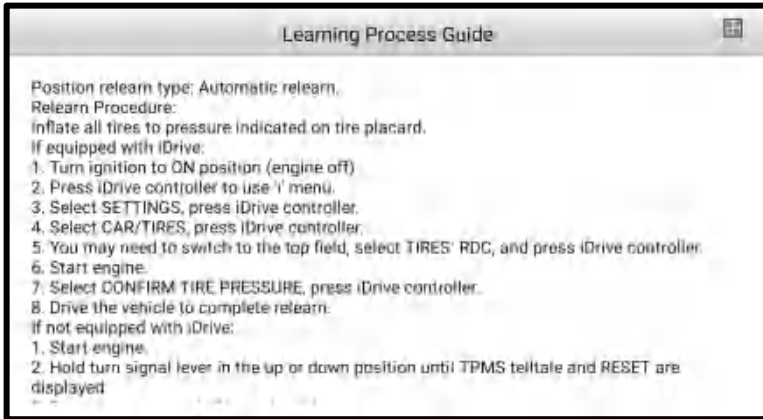 Learning Process Guide
Position relearn type: Automatic relearn.
Relearn Procedure:
Inflate all tires to pressure indicated on tire placard.
If equipped with iDrive:
1. Turn ignition to ON position (engine off)
2. Press iDrive controller to use 'i' menu.
3. Select SETTINGS, press iDrive controller.
4. Select CAR/TIRES, press iDrive controller.
5. You may need to switch to the top field, select TIRES: RDC, and press iDrive controller.
6. Start engine.
7. Select CONFIRM TIRE PRESSURE, press iDrive controller.
8. Drive the vehicle to complete relearn.
If not equipped with iDrive:
1. Start engine.
2. Hold turn signal lever in the up or down position until TPMS telltale and RESET are
displayed